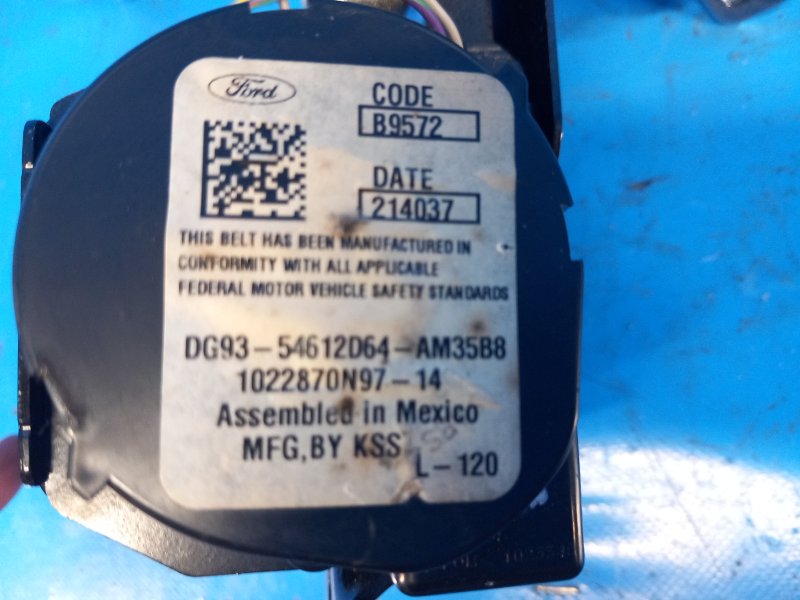 Ford
CODE
B9572
DATE
214037
THIS BELT HAS BEEN MANUFACTURED IN
CONFORMITY WITH ALL APPLICABLE
FEDERAL MOTOR VEHICLE SAFETY STANDARDS
DG93-54612D64-AM35B8
1022870N97-14
Assembled in Mexico
MFG,BY KSS
L-120